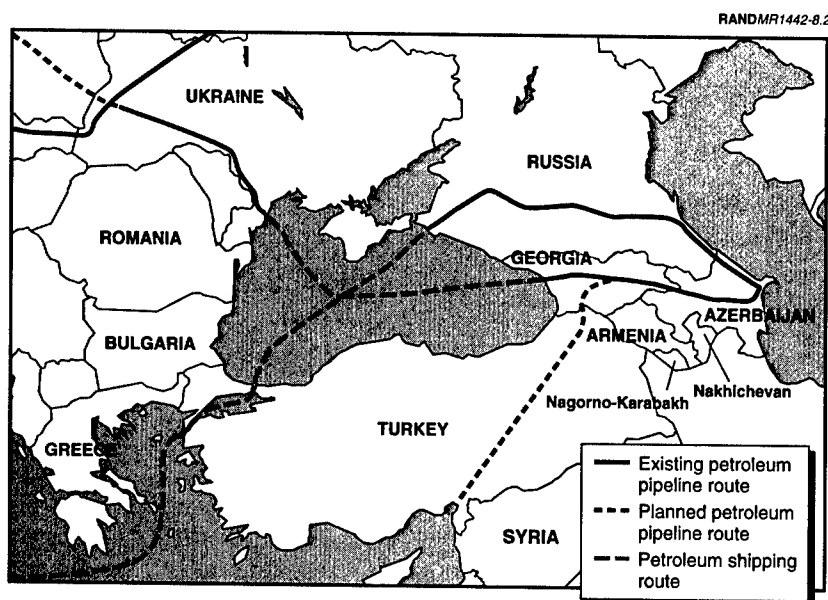 RANDMR1442-8.2
UKRAINE
RUSSIA
ROMANIA
GEORGIA
BULGARIA
ARMENIA
AZERBAIJAN
Nagorno-Karabakh
Nakhichevan
TURKEY
GREECE
SYRIA
Existing petroleum
pipeline route
Planned petroleum
pipeline route
Petroleum shipping
route